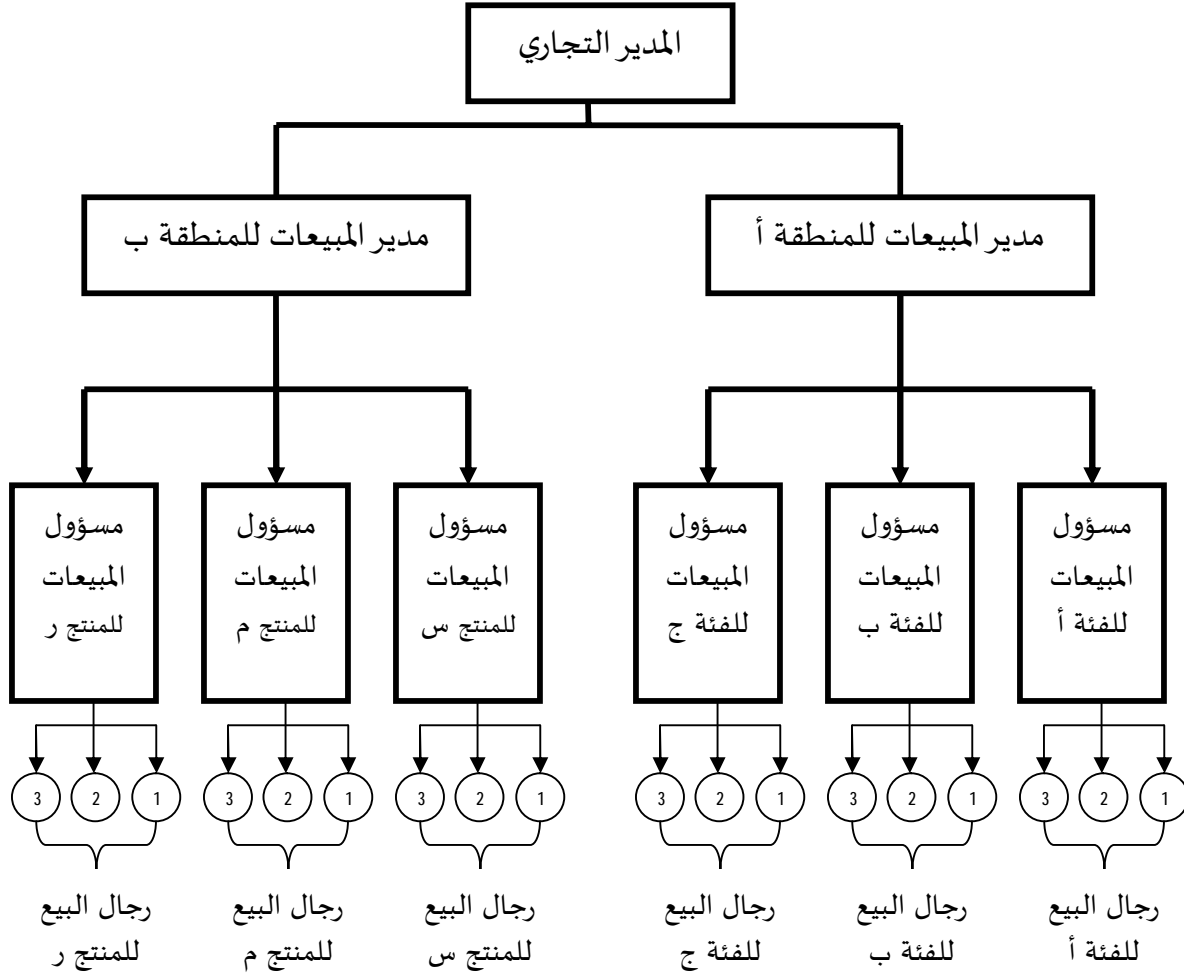 المدير التجاري
مدير المبيعات للمنطقة أ
مدير المبيعات للمنطقة ب
مسؤول
المبيعات
للفئة أ
مسؤول
المبيعات
للفئة ب
مسؤول
المبيعات
للفئة ج
مسؤول
المبيعات
للمنتج س
مسؤول
المبيعات
للمنتج م
مسؤول
المبيعات
للمنتج ر
1
2
3
1
2
3
1
2
3
1
2
3
1
2
3
1
2
3
رجال البيع
للفئة أ
رجال البيع
للفئة ب
رجال البيع
للفئة ج
رجال البيع
للمنتج س
رجال البيع
للمنتج م
رجال البيع
للمنتج ر